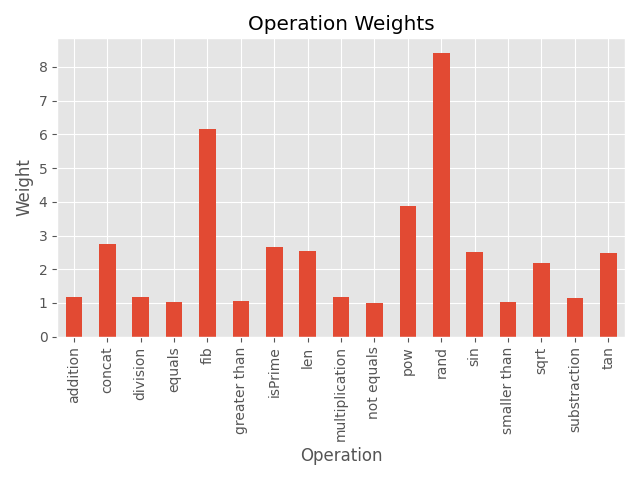 Operation Weights
Weight
8
7
6
5
4
3
2
1
0
addition
concat
division
equals
fib
greater than
isPrime
len
multiplication
not equals
pow
rand
sin
smaller than
sqrt
substraction
tan
Operation